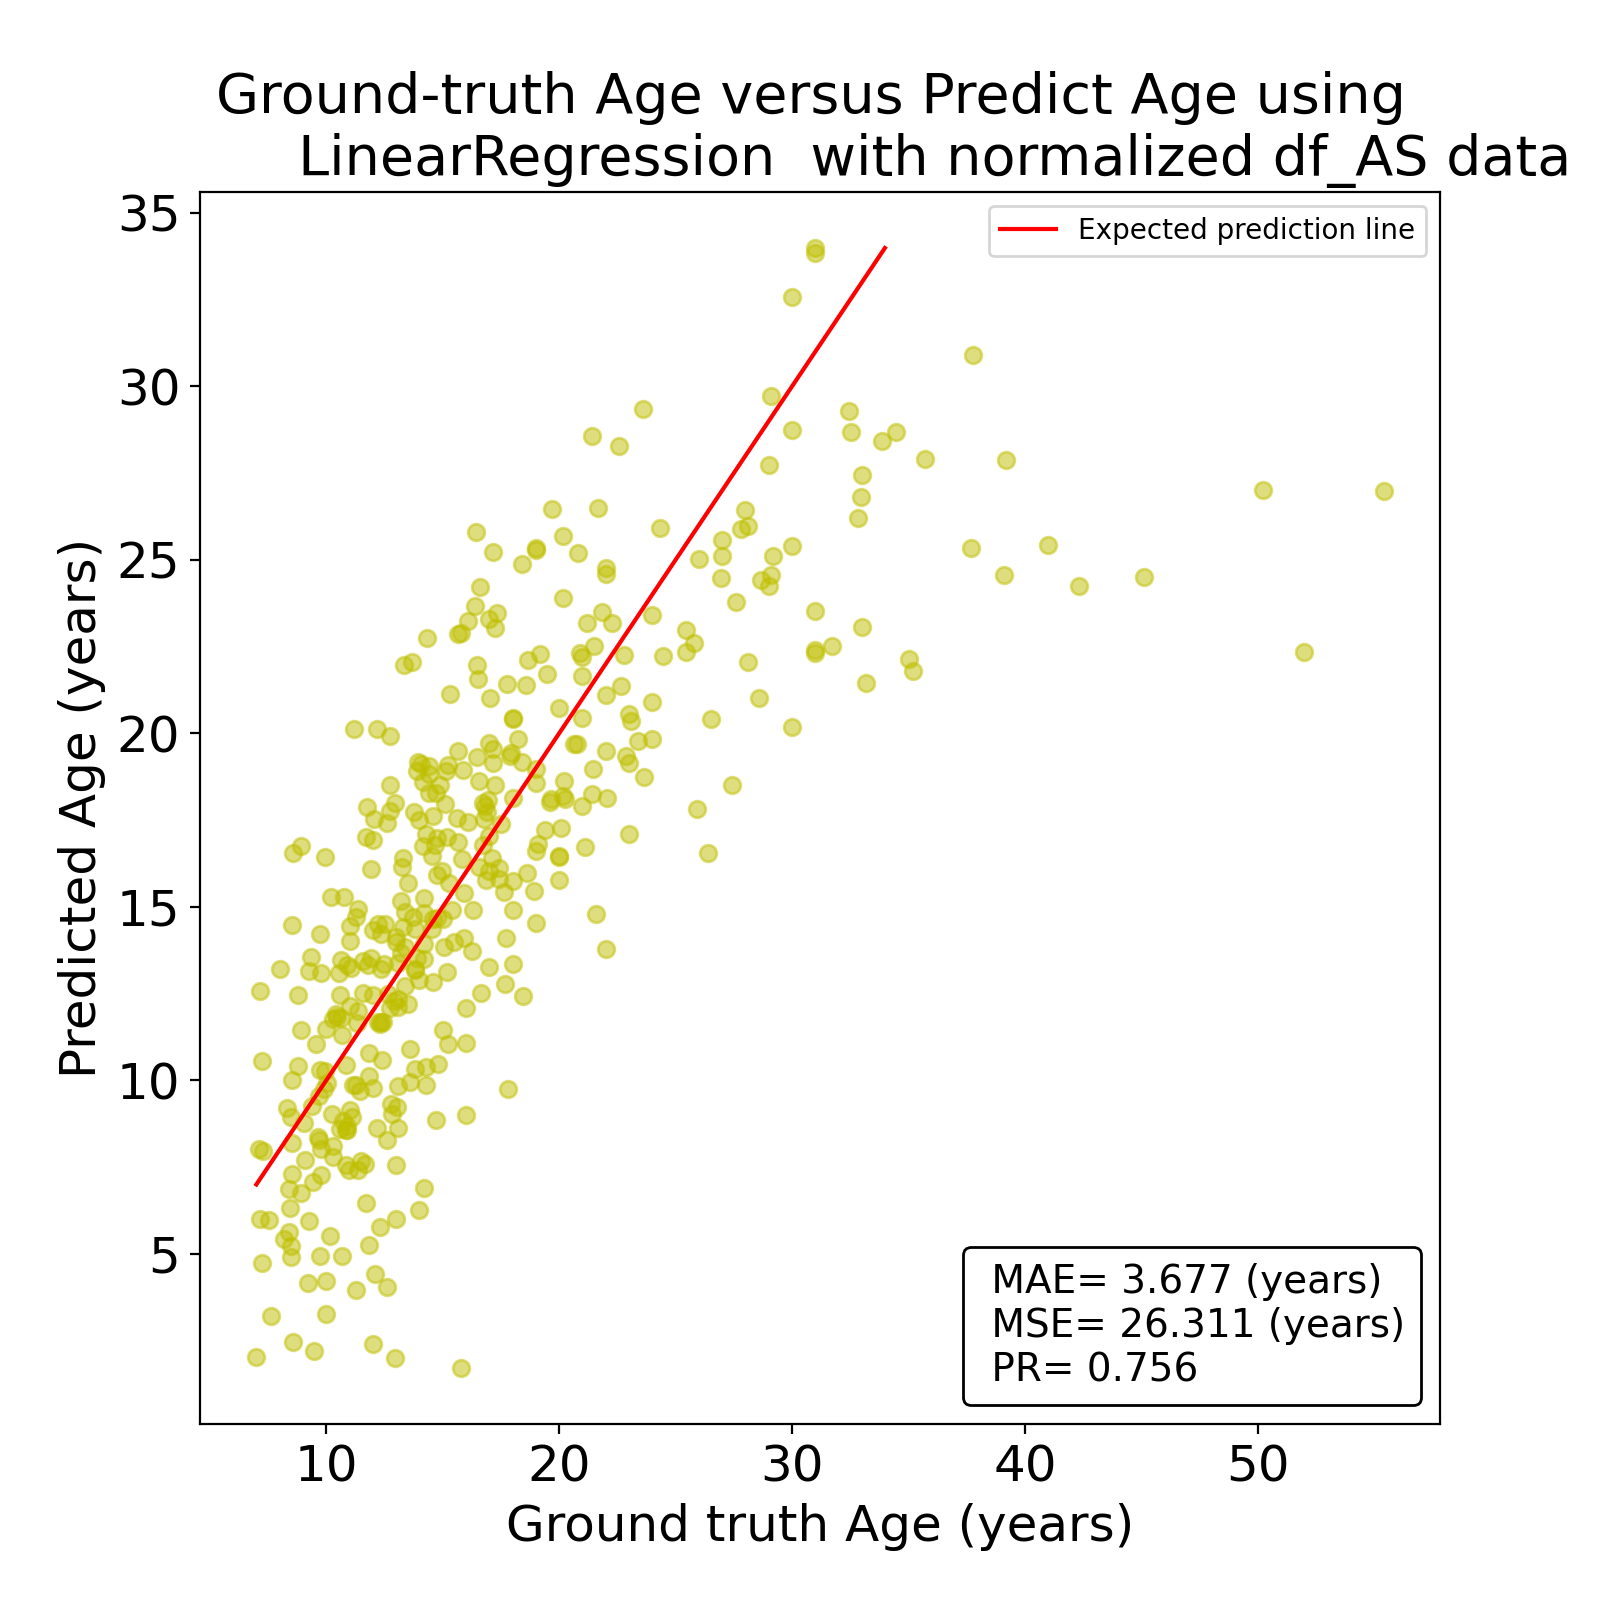 Ground-truth Age versus Predict Age using
LinearRegression  with normalized df_AS data
Expected prediction line
35
30
25
20
15
10
5
Predicted Age (years)
MAE= 3.677 (years)
MSE= 26.311 (years)
PR= 0.756
10 20 30 40 50
Ground truth Age (years)